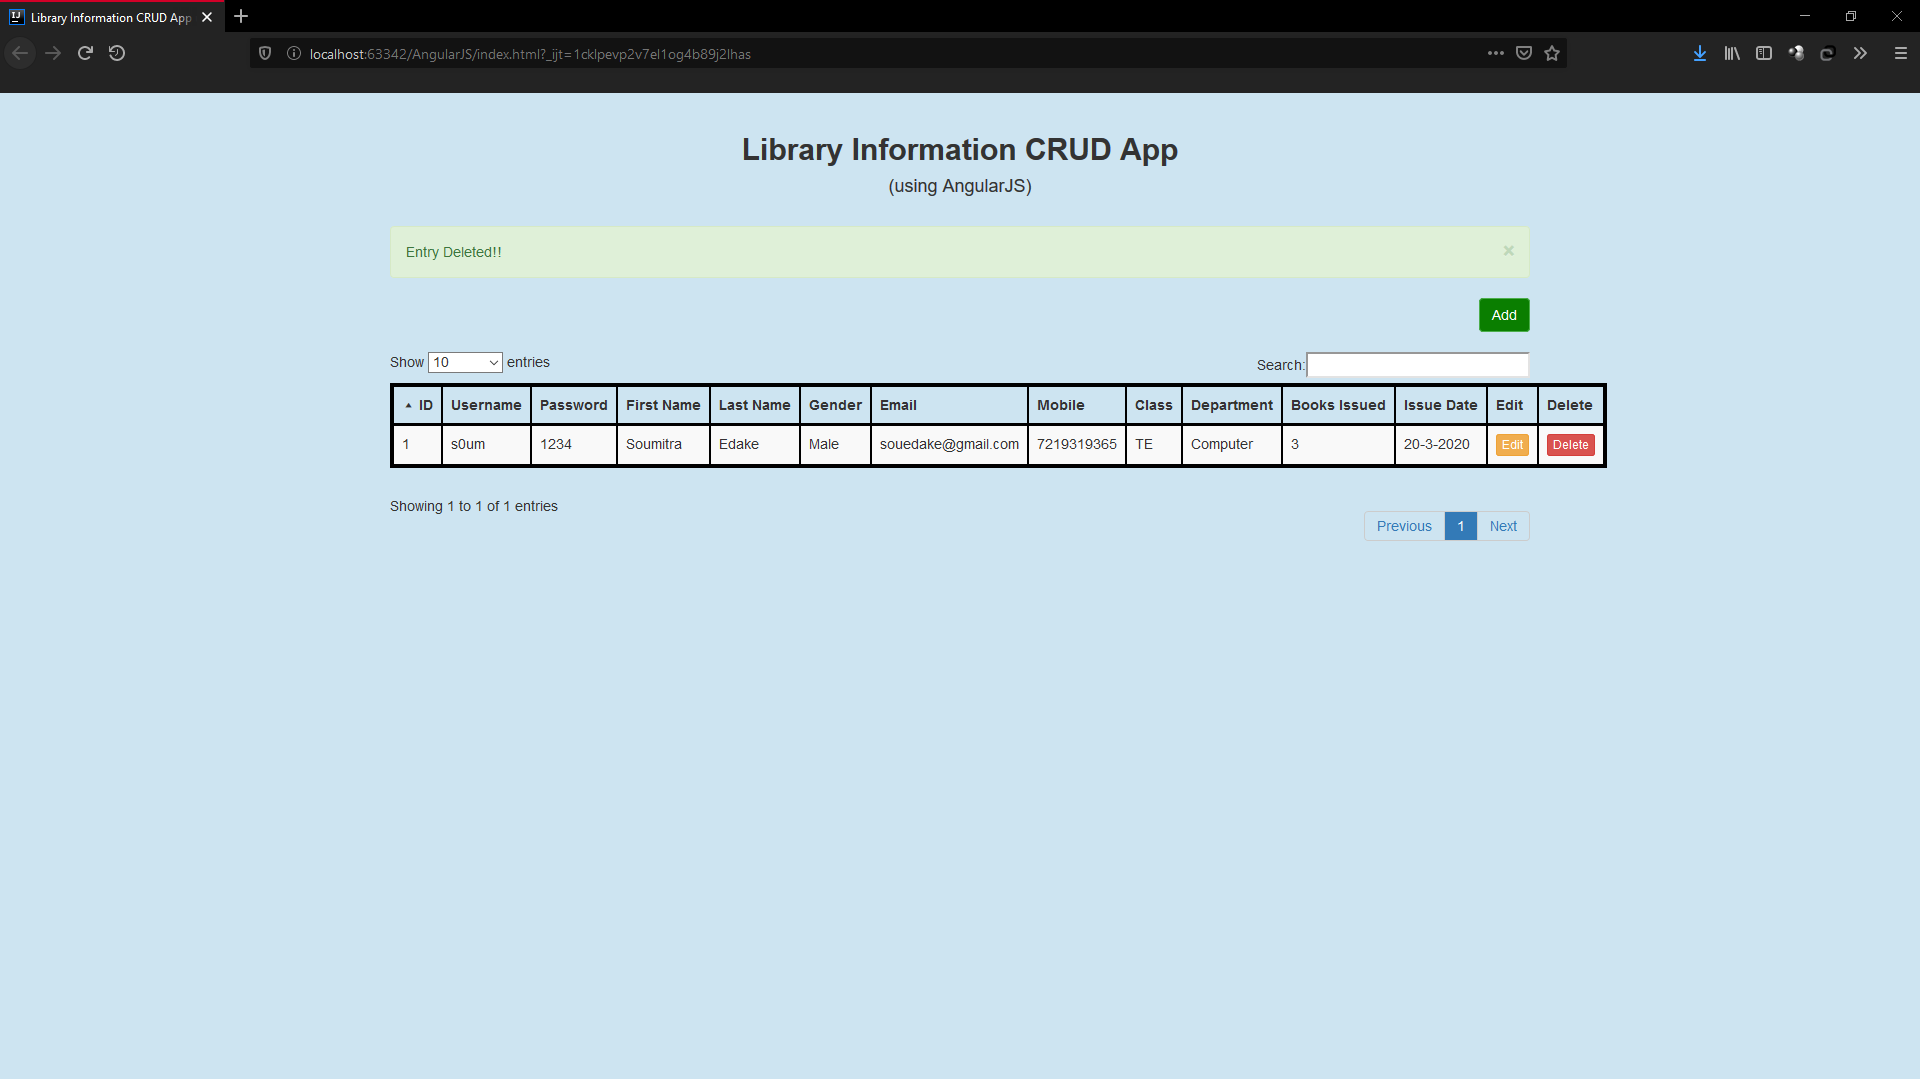 Library Information CRUD App
localhost:63342/AngularJS/index.html?_ijt=1cklpevp2v7el1og4b89j2lhas
Library Information CRUD App
(using AngularJS)
Entry Deleted!! ×
Add
Show 10 entries Search:
ID Username Password First Name Last Name Gender Email Mobile Class Department Books Issued Issue Date Edit Delete
1 s0um 1234 Soumitra Edake Male souedake@gmail.com 7219319365 TE Computer 3 20-3-2020 Edit Delete
Showing 1 to 1 of 1 entries
Previous 1 Next